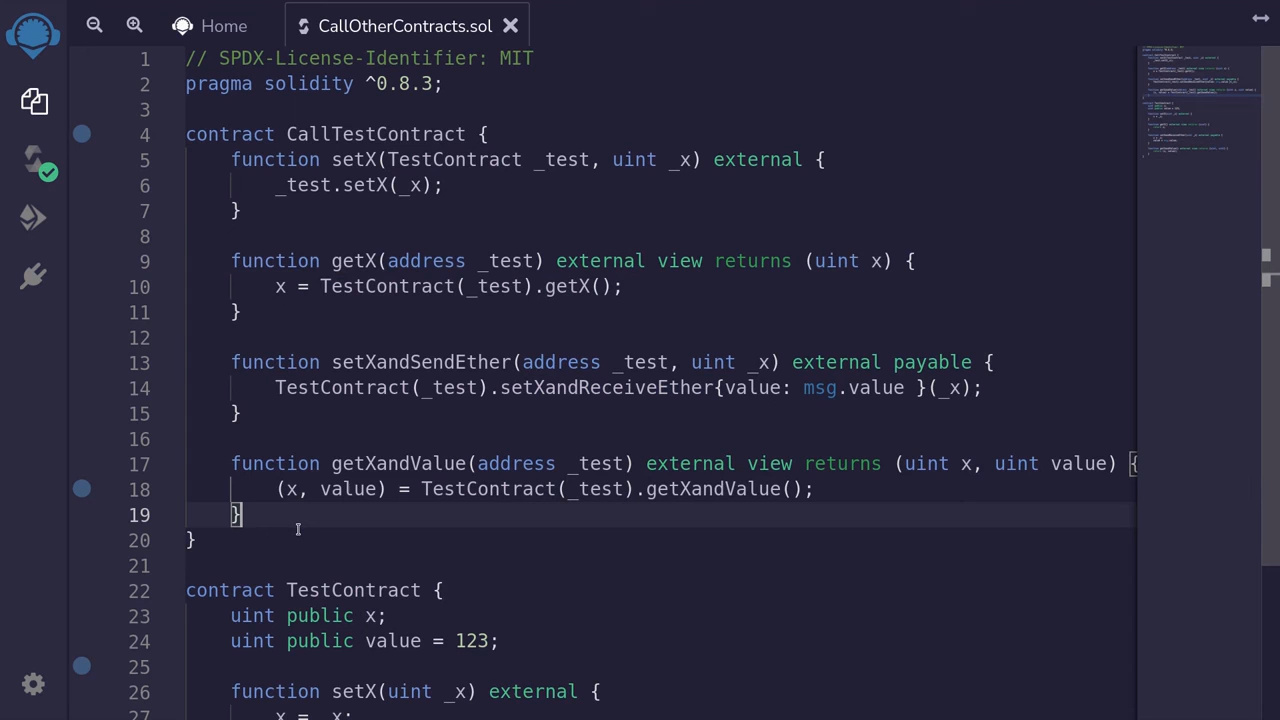 Home
CallOtherContracts.sol
1 // SPDX-License-Identifier: MIT
2 pragma solidity ^0.8.3;
3
4 contract CallTestContract {
5     function setX(TestContract _test, uint _x) external {
6         _test.setX(_x);
7     }
8
9     function getX(address _test) external view returns (uint x) {
10         x = TestContract(_test).getX();
11     }
12
13     function setXandSendEther(address _test, uint _x) external payable {
14         TestContract(_test).setXandReceiveEther{value: msg.value }(_x);
15     }
16
17     function getXandValue(address _test) external view returns (uint x, uint value) {
18         (x, value) = TestContract(_test).getXandValue();
19     }
20 }
21
22 contract TestContract {
23     uint public x;
24     uint public value = 123;
25
26     function setX(uint _x) external {
27         x = _x;